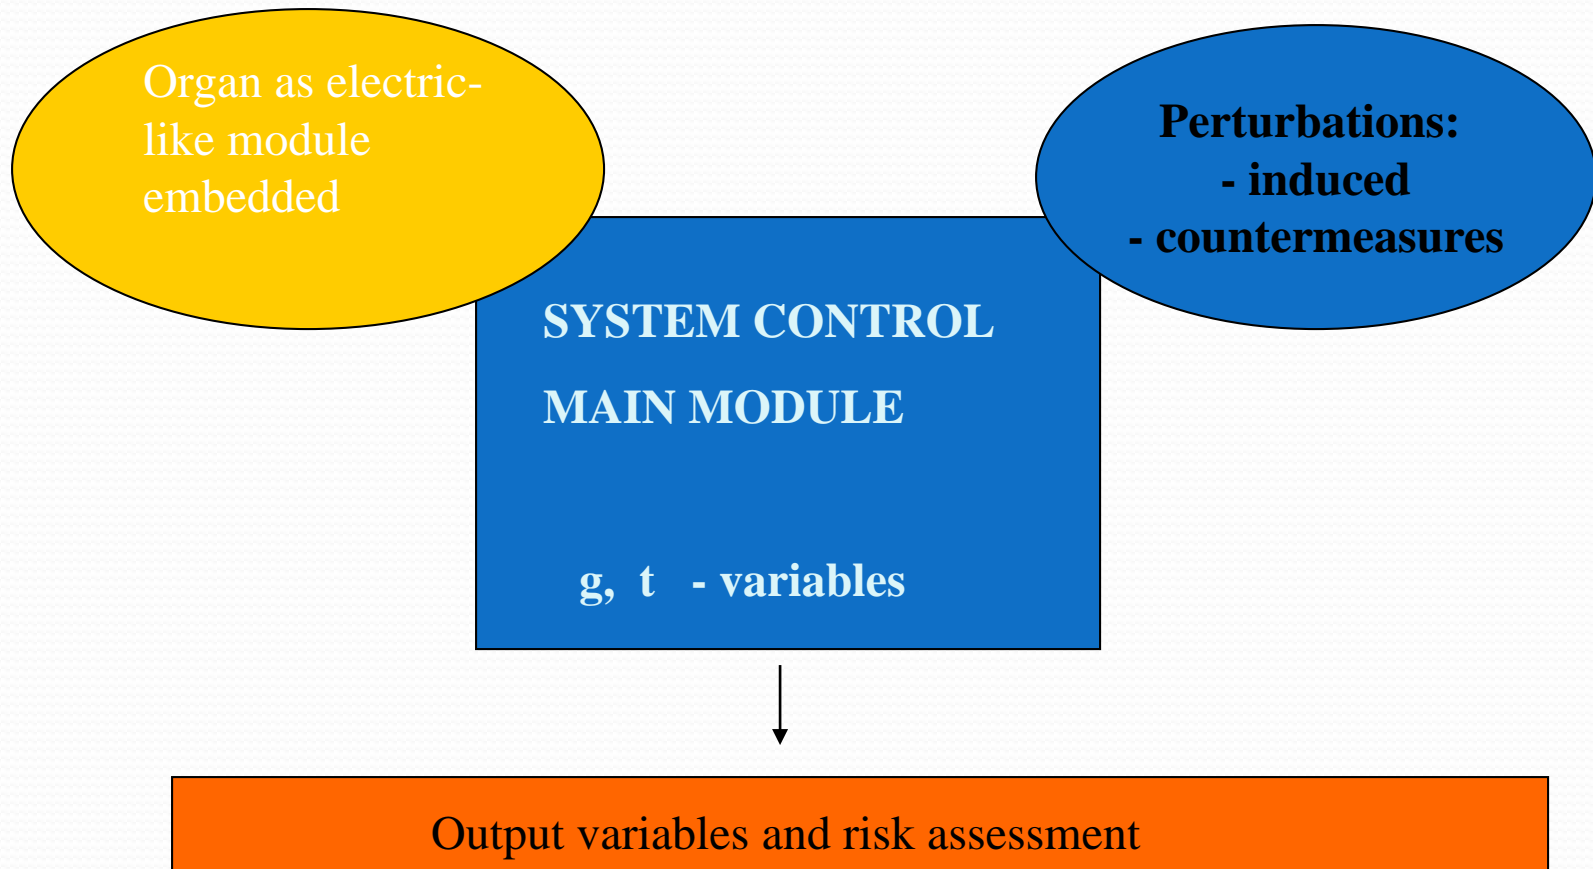 Organ as electric-
like module
embedded
Perturbations:
- induced
- countermeasures
SYSTEM CONTROL
MAIN MODULE
g, t - variables
Output variables and risk assessment